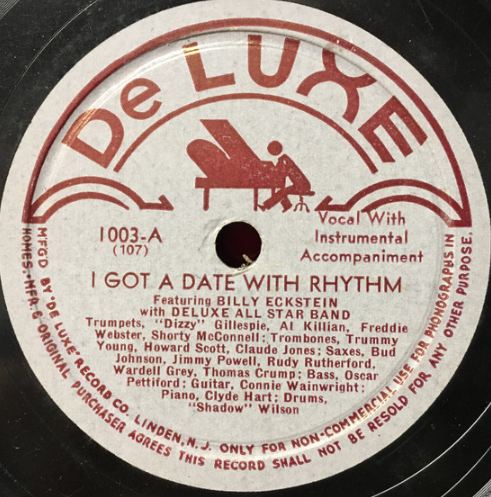 De LUXE
1003-A
(107)
Vocal With
Instrumental
Accompaniment
I GOT A DATE WITH RHYTHM
Featuring BILLY ECKSTEIN
with DELUXE ALL STAR BAND
Trumpets, "Dizzy" Gillespie, Al Killian, Freddie
Webster, Shorty McConnell; Trombones, Trummy
Young, Howard Scott, Claude Jones; Saxes, Bud
Johnson, Jimmy Powell, Rudy Rutherford,
Wardell Grey, Thomas Crump; Bass, Oscar
Pettiford; Guitar, Connie Wainwright;
Piano, Clyde Hart; Drums,
"Shadow" Wilson
MFGD BY "DE LUXE" RECORD CO. LINDEN, N. J. ONLY FOR NON-COMMERCIAL USE FOR PHONOGRAPHS IN
HOMES. MFR. & ORIGINAL PURCHASER AGREES THIS RECORD SHALL NOT BE RESOLD FOR ANY OTHER PURPOSE.